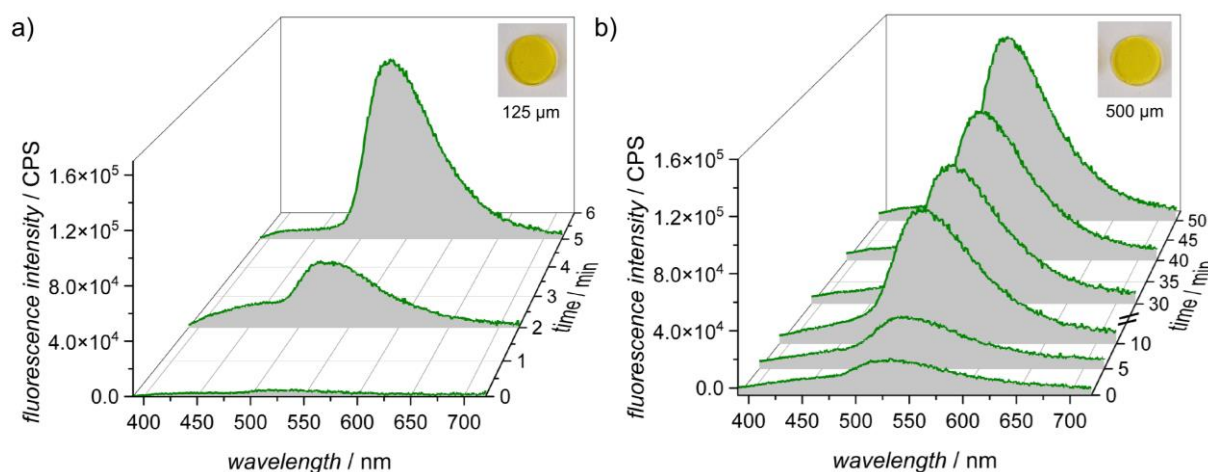 a)
125 µm
fluorescence intensity / CPS
1.6×10⁵
1.2×10⁵
8.0×10⁴
4.0×10⁴
0.0
400 450 500 550 600 650 700
wavelength / nm
0 1 2 3 4 5 6
time / min
b)
500 µm
fluorescence intensity / CPS
1.6×10⁵
1.2×10⁵
8.0×10⁴
4.0×10⁴
0.0
400 450 500 550 600 650 700
wavelength / nm
0 5 10 30 35 40 45 50
time / min